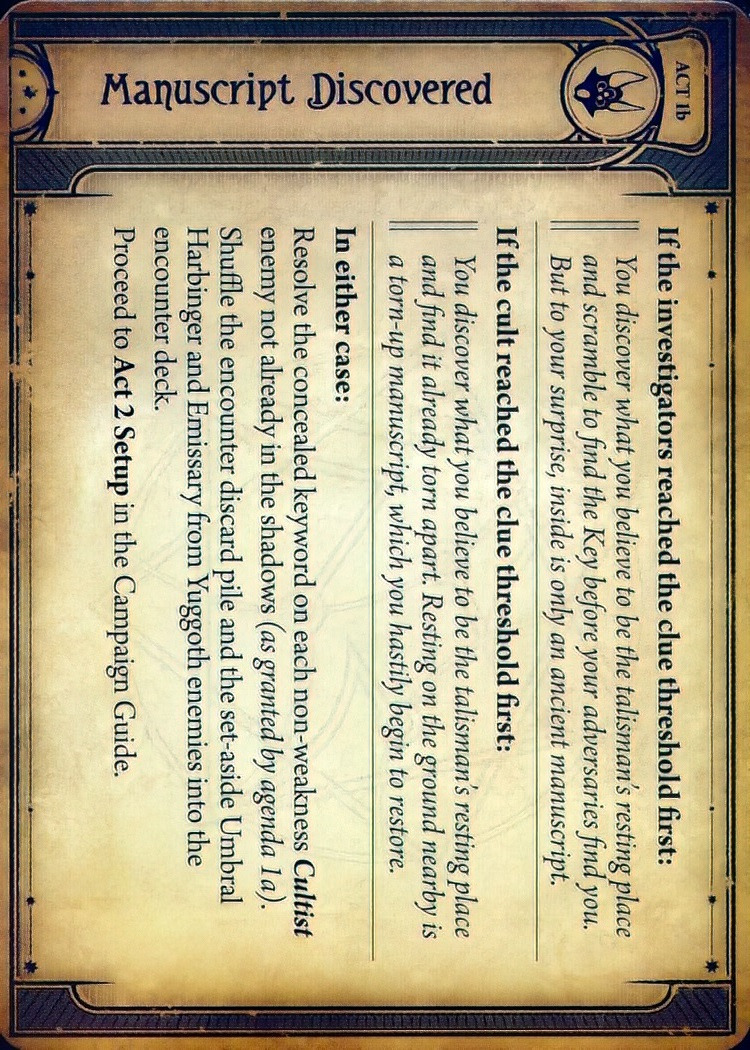 ACT 1b
Manuscript Discovered
If the investigators reached the clue threshold first:
You discover what you believe to be the talisman's resting place
and scramble to find the Key before your adversaries find you.
But to your surprise, inside is only an ancient manuscript.
If the cult reached the clue threshold first:
You discover what you believe to be the talisman's resting place
and find it already torn apart. Resting on the ground nearby is
a torn-up manuscript, which you hastily begin to restore.
In either case:
Resolve the concealed keyword on each non-weakness Cultist
enemy not already in the shadows (as granted by agenda 1a).
Shuffle the encounter discard pile and the set-aside Umbral
Harbinger and Emissary from Yuggoth enemies into the
encounter deck.
Proceed to Act 2 Setup in the Campaign Guide.